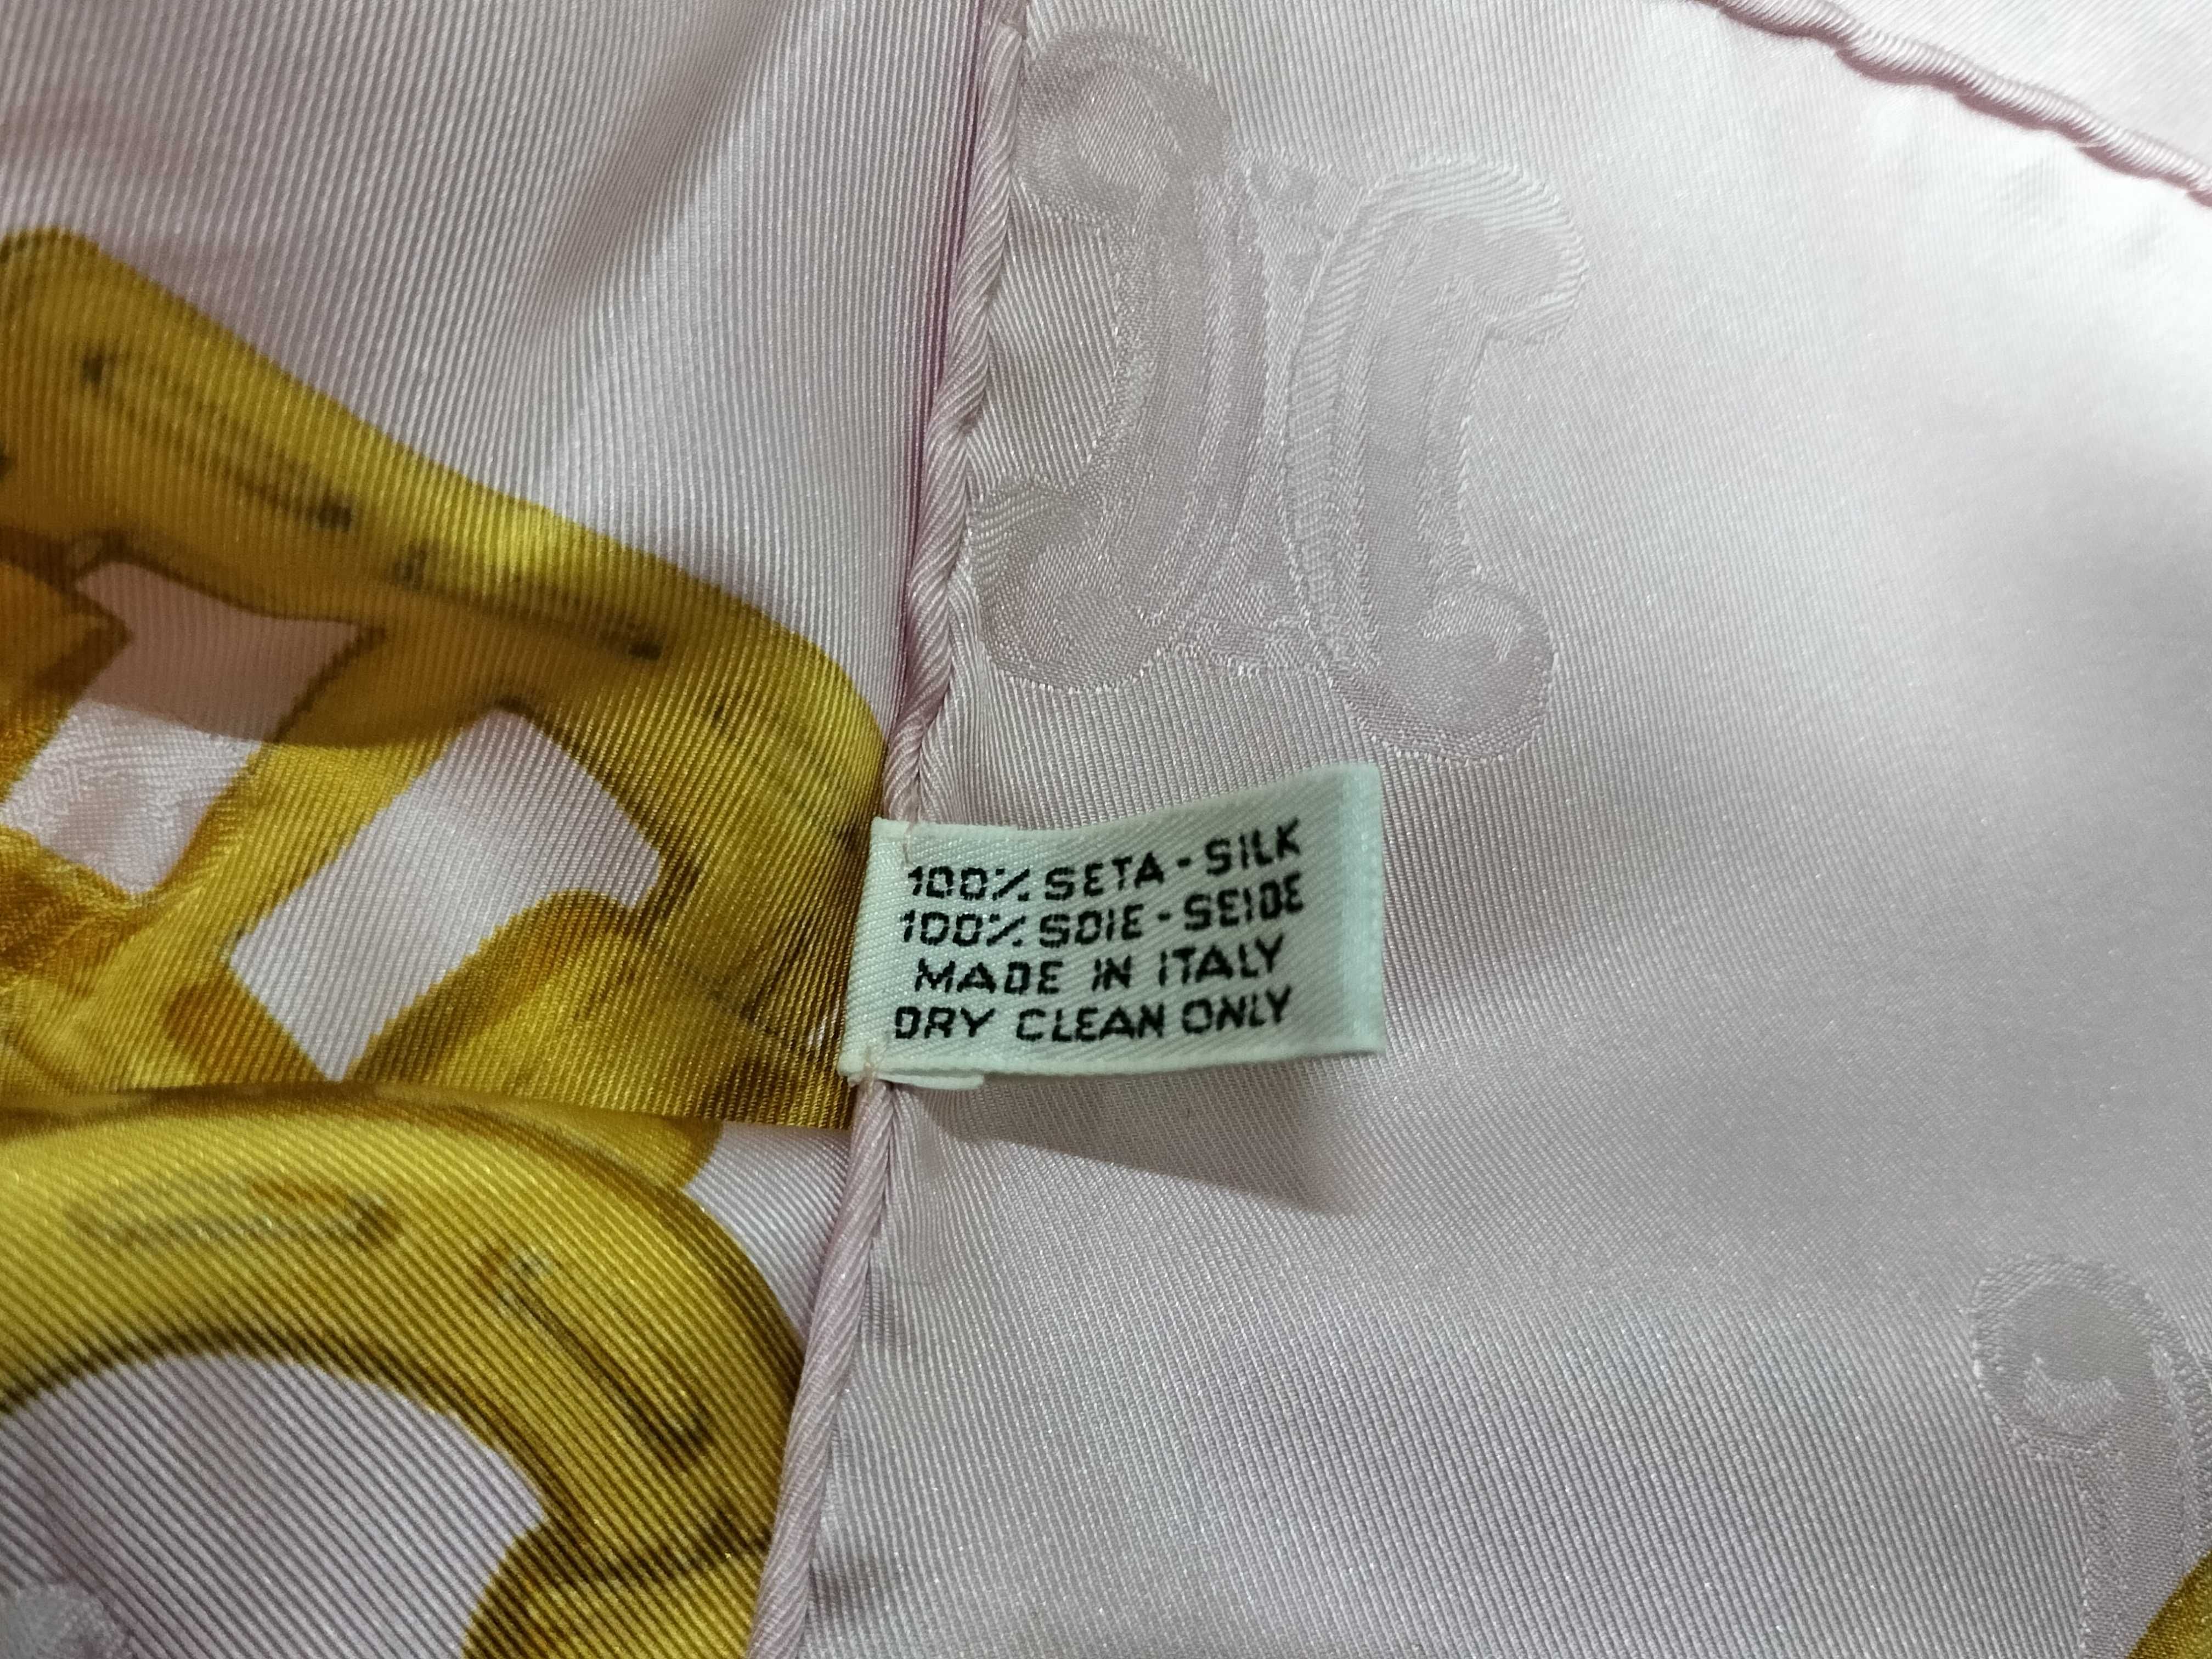 100% SETA - SILK
100% SOIE - SEIDE
MADE IN ITALY
DRY CLEAN ONLY